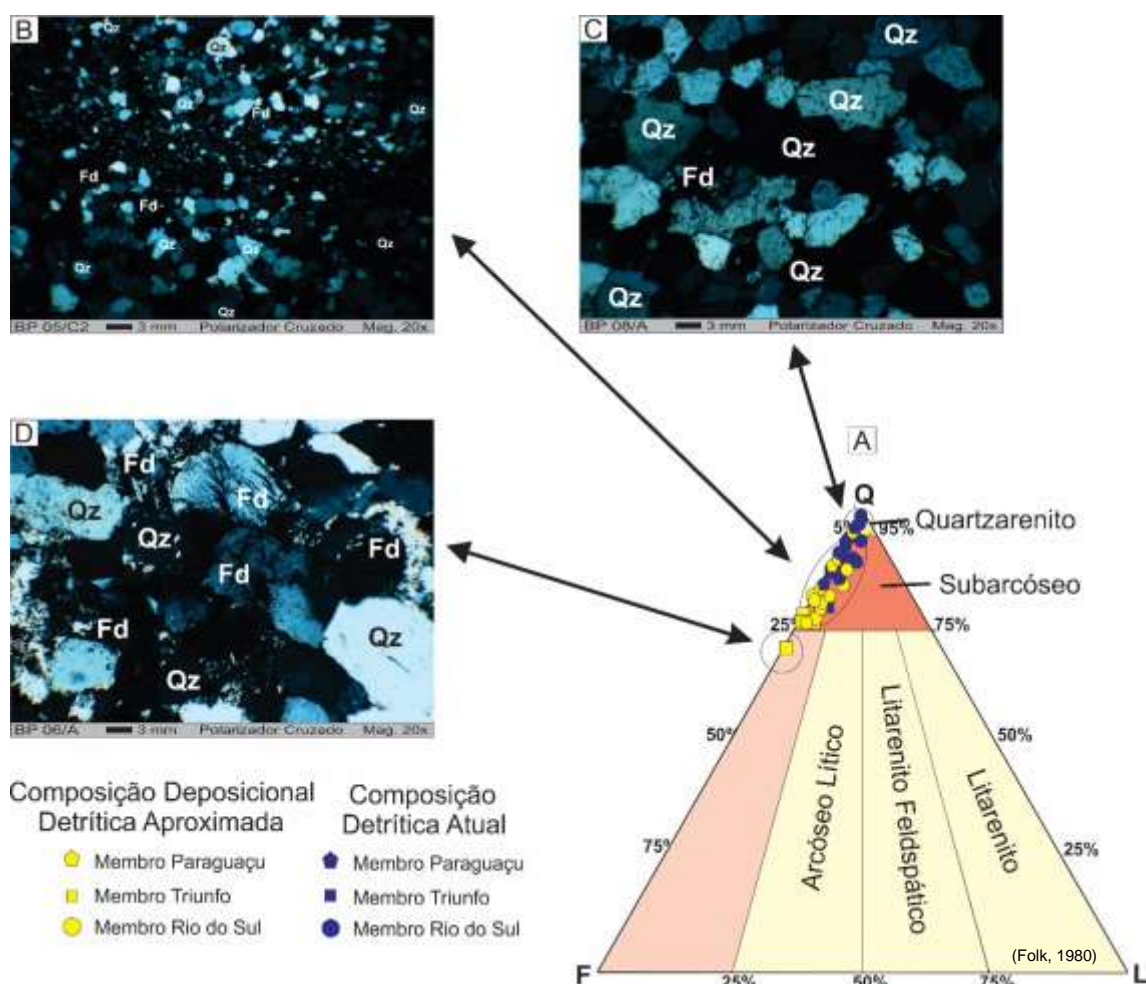 B
Qz
Qz
Qz
Fd
Qz
Fd
Fd
Qz
Qz
Qz
Qz
Qz
BP 05/C2 3 mm Polarizador Cruzado Mag. 20x
C
Qz
Qz
Qz
Qz
Fd
Qz
Qz
BP 08/A 3 mm Polarizador Cruzado Mag. 20x
D
Fd
Fd
Qz
Qz
Fd
Fd
Fd
Qz
Qz
BP 06/A 3 mm Polarizador Cruzado Mag. 20x
A
Q
5% 95% Quartzarenito
Subarcóseo
25% 75%
50% 50%
75% 25%
Arcóseo Lítico
Litarenito Feldspático
Litarenito
(Folk, 1980)
F L
25% 50% 75%
Composição Deposicional
Detrítica Aproximada
Membro Paraguaçu
Membro Triunfo
Membro Rio do Sul
Composição
Detrítica Atual
Membro Paraguaçu
Membro Triunfo
Membro Rio do Sul